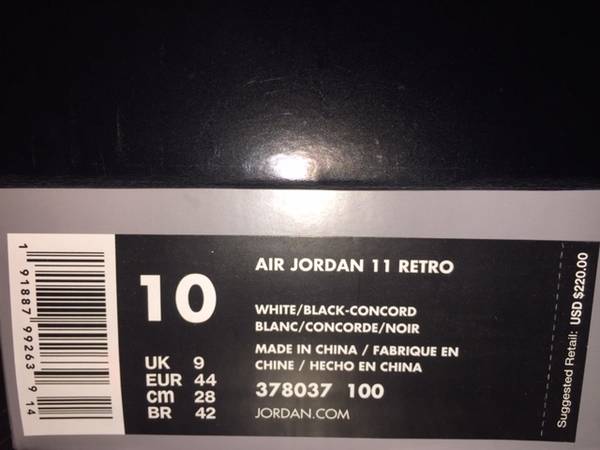 AIR JORDAN 11 RETRO
10
WHITE/BLACK-CONCORD
BLANC/CONCORDE/NOIR
MADE IN CHINA / FABRIQUE EN
CHINE / HECHO EN CHINA
UK 9
EUR 44
cm 28
BR 42
378037 100
JORDAN.COM
1 91887 99263 9 14
Suggested Retail: USD $220.00